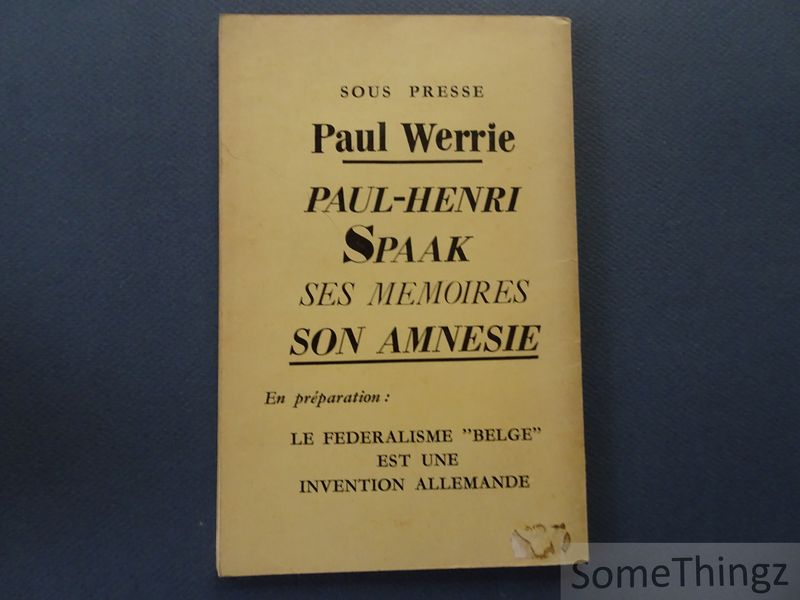 SOUS PRESSE
Paul Werrie
PAUL-HENRI
SPAAK
SES MEMOIRES
SON AMNESIE
En préparation :
LE FEDERALISME "BELGE"
EST UNE
INVENTION ALLEMANDE
SomeThingz